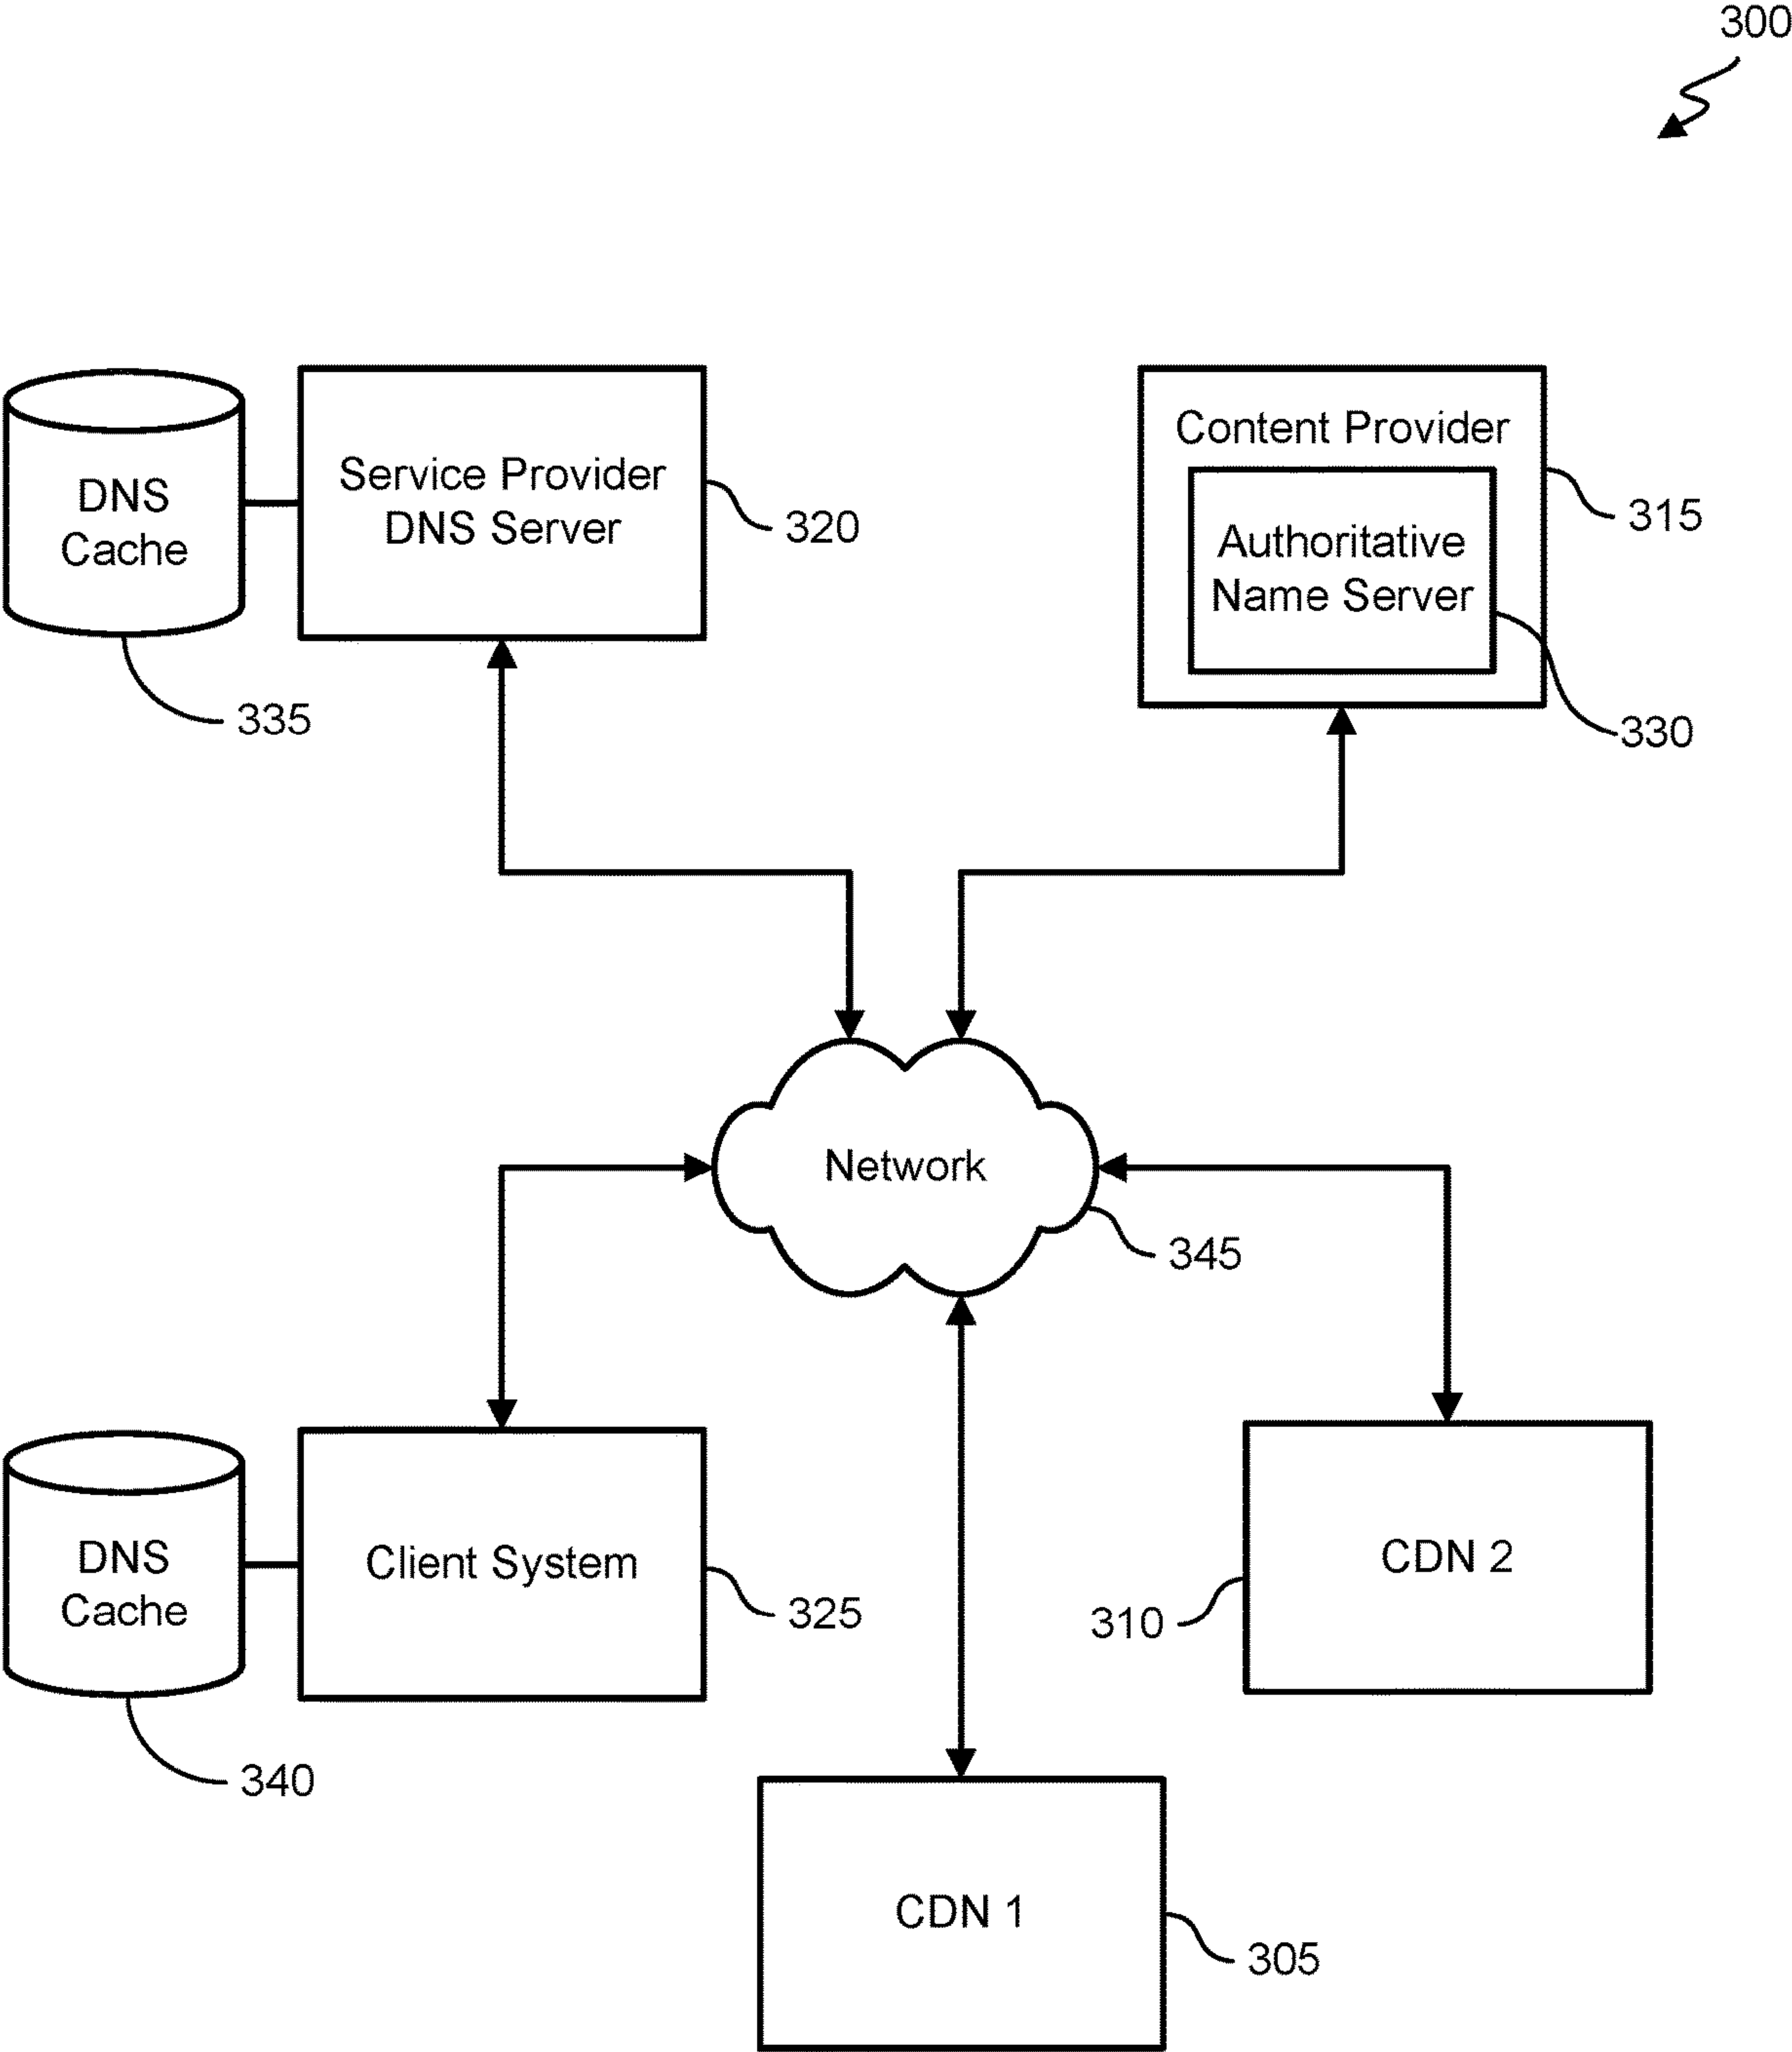 300
DNS
Cache
335
Service Provider
DNS Server
320
Content Provider
Authoritative
Name Server
315
330
Network
345
DNS
Cache
340
Client System
325
CDN 2
310
CDN 1
305